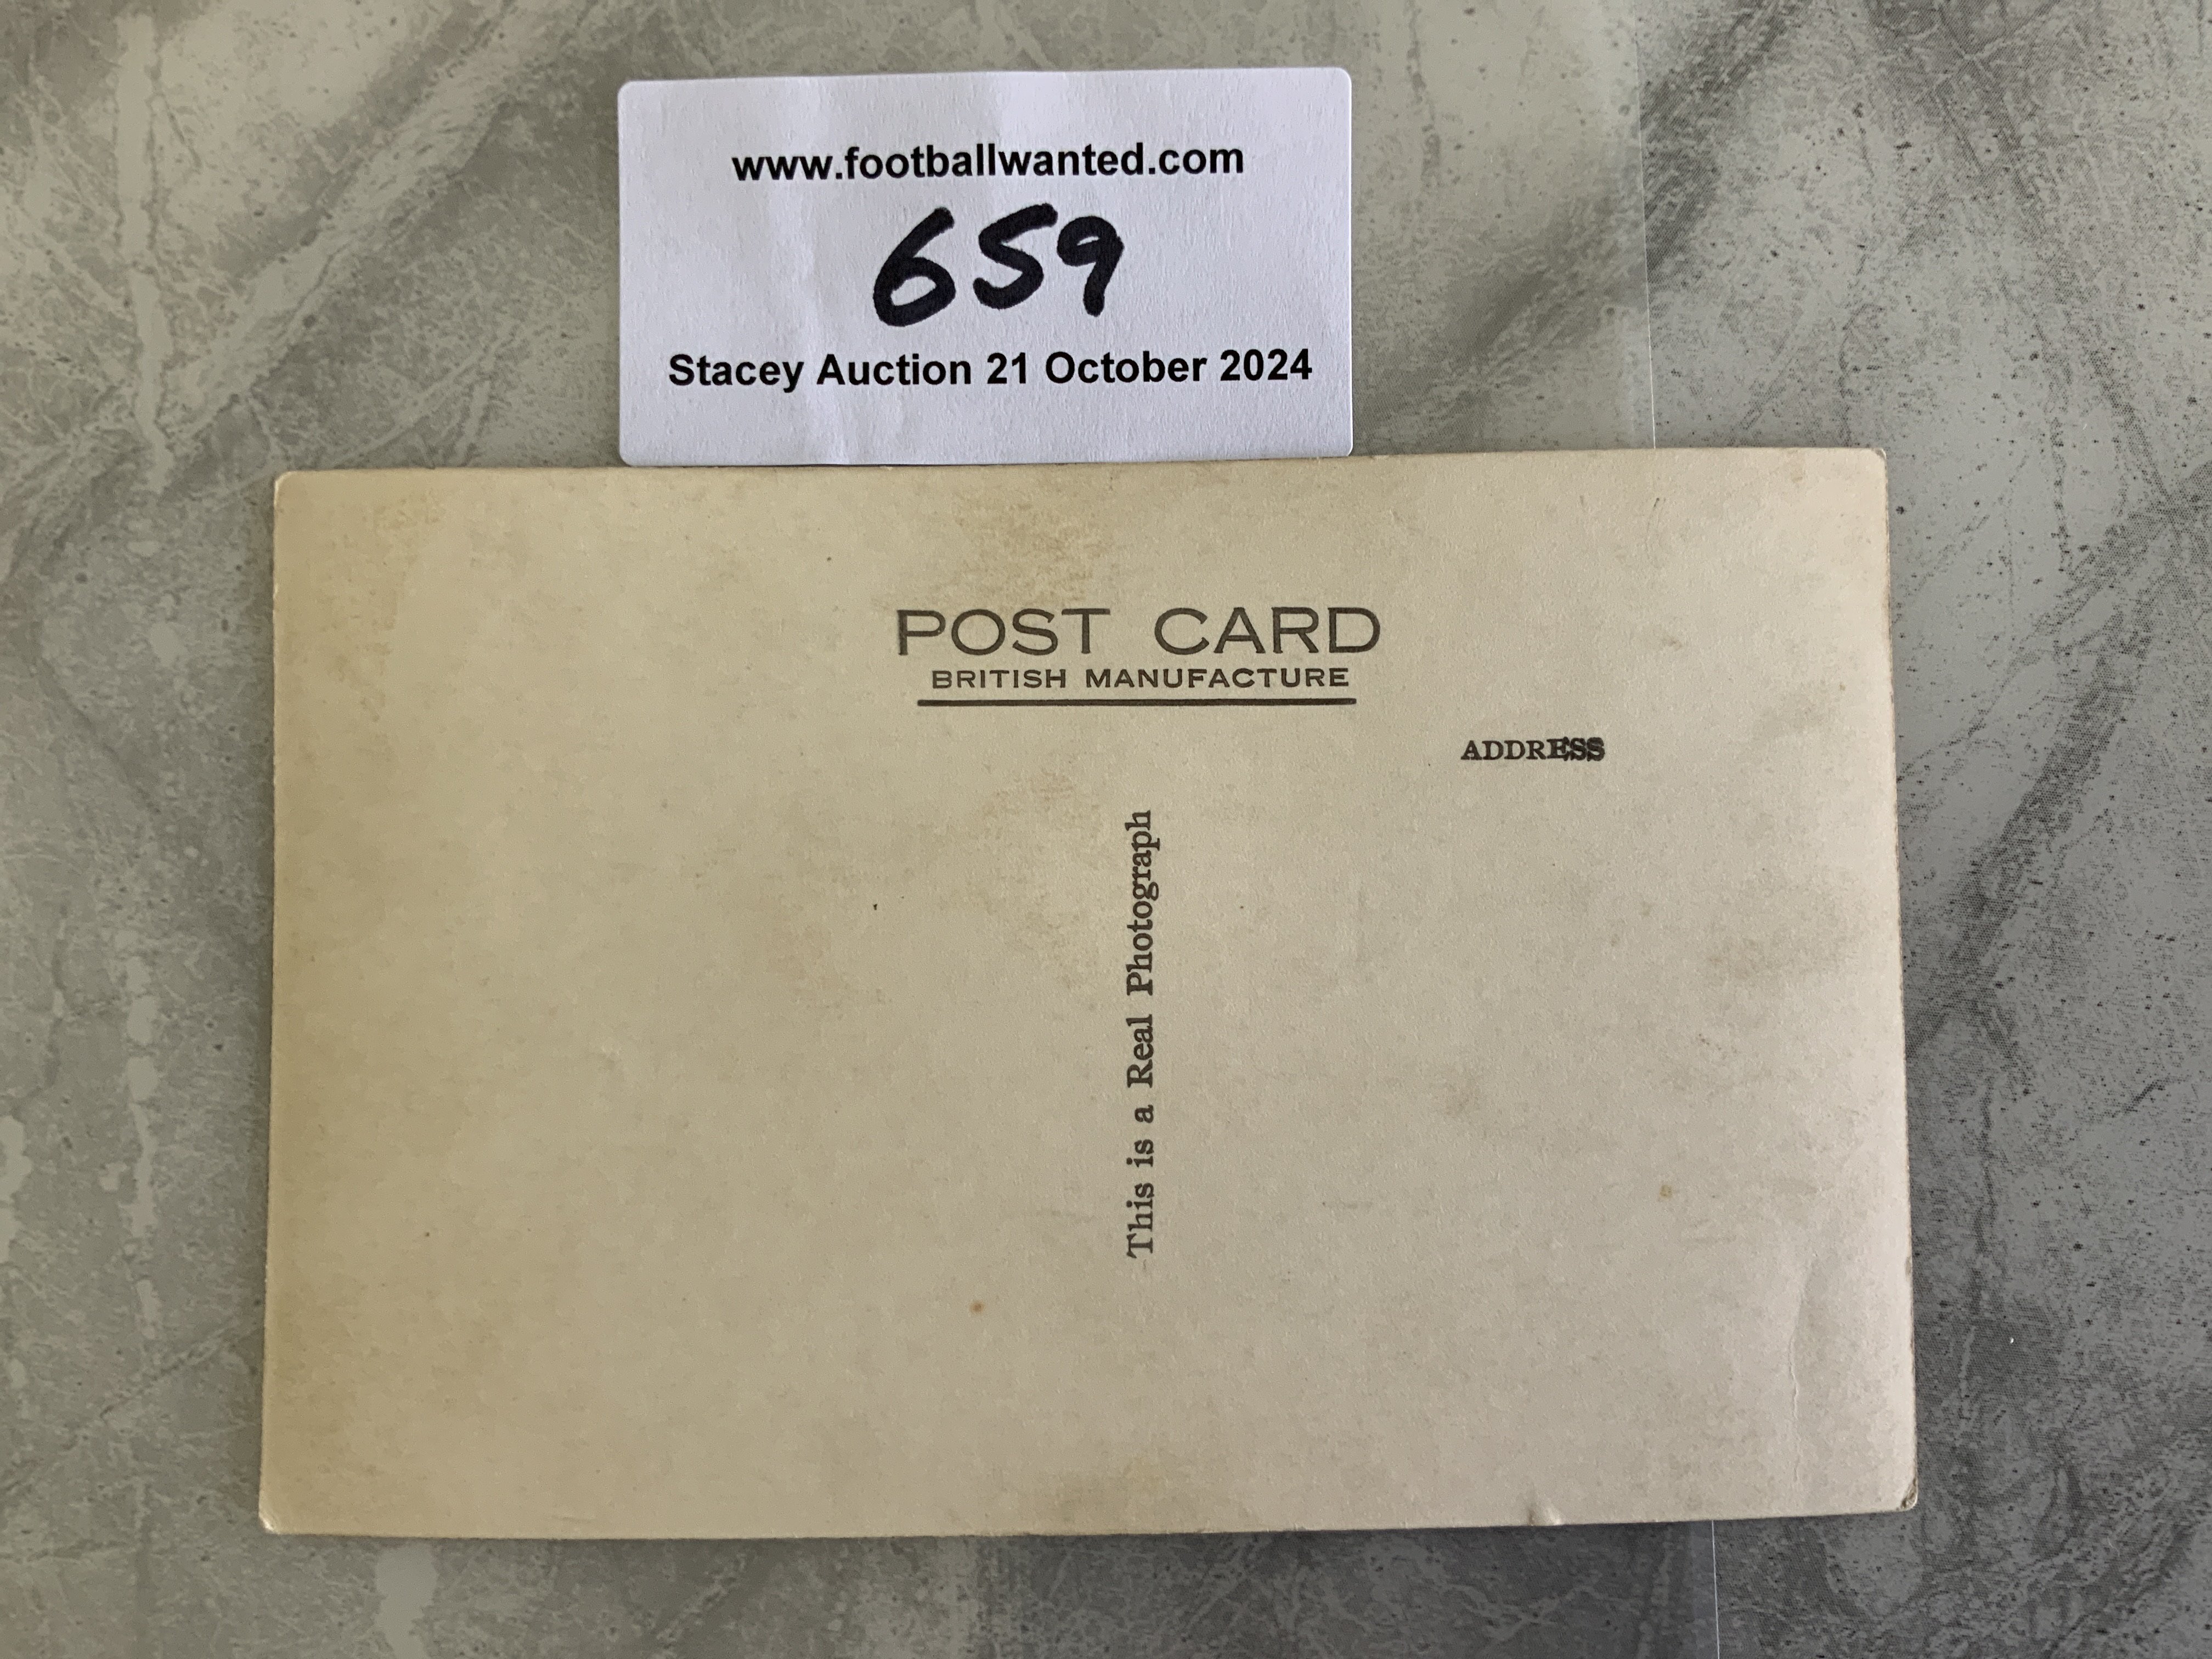 www.footballwanted.com
659
Stacey Auction 21 October 2024
POST CARD
BRITISH MANUFACTURE
ADDRESS
This is a Real Photograph